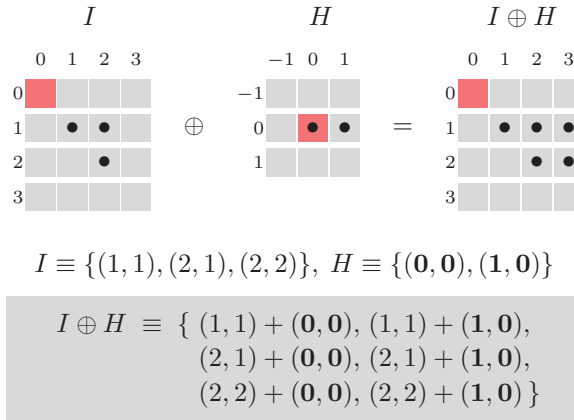 I H I ⊕ H
0 1 2 3 −1 0 1 0 1 2 3
0 −1 0
1 ⊕ 0 = 1
2 1 2
3 3
I ≡ {(1, 1), (2, 1), (2, 2)}, H ≡ {(0, 0), (1, 0)}
I ⊕ H ≡ { (1, 1) + (0, 0), (1, 1) + (1, 0),
(2, 1) + (0, 0), (2, 1) + (1, 0),
(2, 2) + (0, 0), (2, 2) + (1, 0) }